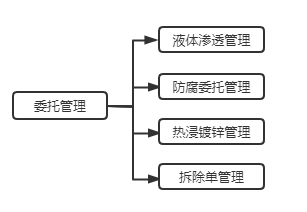 液体渗透管理
防腐委托管理
委托管理
热浸镀锌管理
拆除单管理